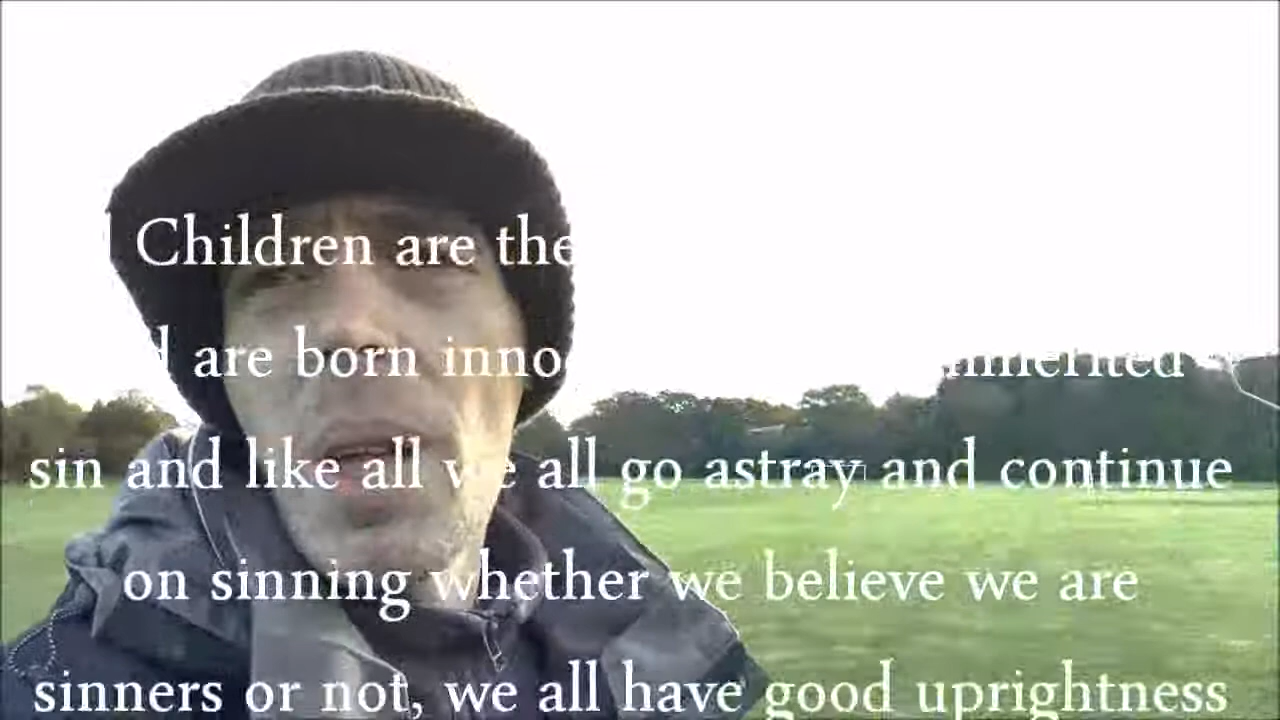 Children are the
are born
sin and like all we all go astray and continue
on sinning whether we believe we are
sinners or not, we all have good uprightness